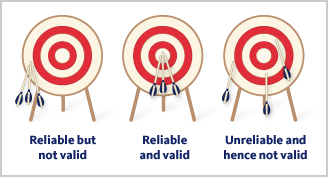 Reliable but
not valid
Reliable
and valid
Unreliable and
hence not valid